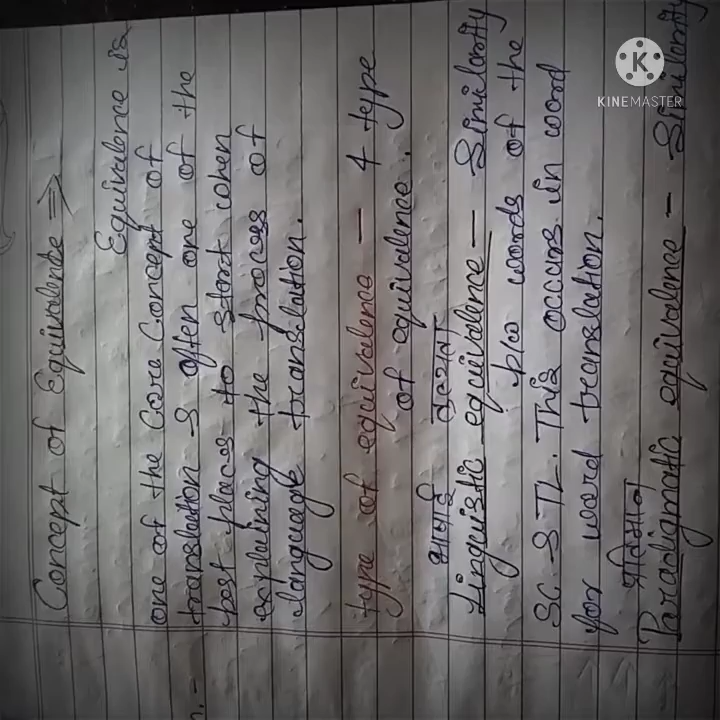 Concept of Equivalence ⇒
Equivalence is
one of the Core Concept of
translation & often one of the
best places to start when
explaining the process of
language translation.
type of equivalence — 4 type
of equivalence.
भाषाई तुल्यता
Linguistic equivalence — Similarity
b/w words of the
SL & TL. This occurs in word
for word translation.
प्रतिमान
Paradigmatic equivalence — Similarity
n.-
KINEMASTER